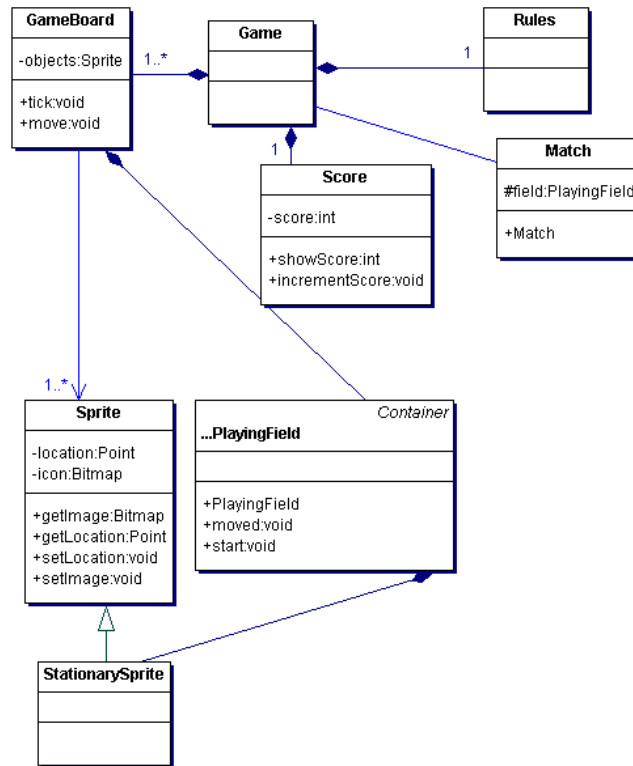 GameBoard
-objects:Sprite
+tick:void
+move:void
1..*
Game
1
Rules
1
Score
-score:int
+showScore:int
+incrementScore:void
Match
#field:PlayingField
+Match
1..*
Sprite
-location:Point
-icon:Bitmap
+getImage:Bitmap
+getLocation:Point
+setLocation:void
+setImage:void
Container
...PlayingField
+PlayingField
+moved:void
+start:void
StationarySprite